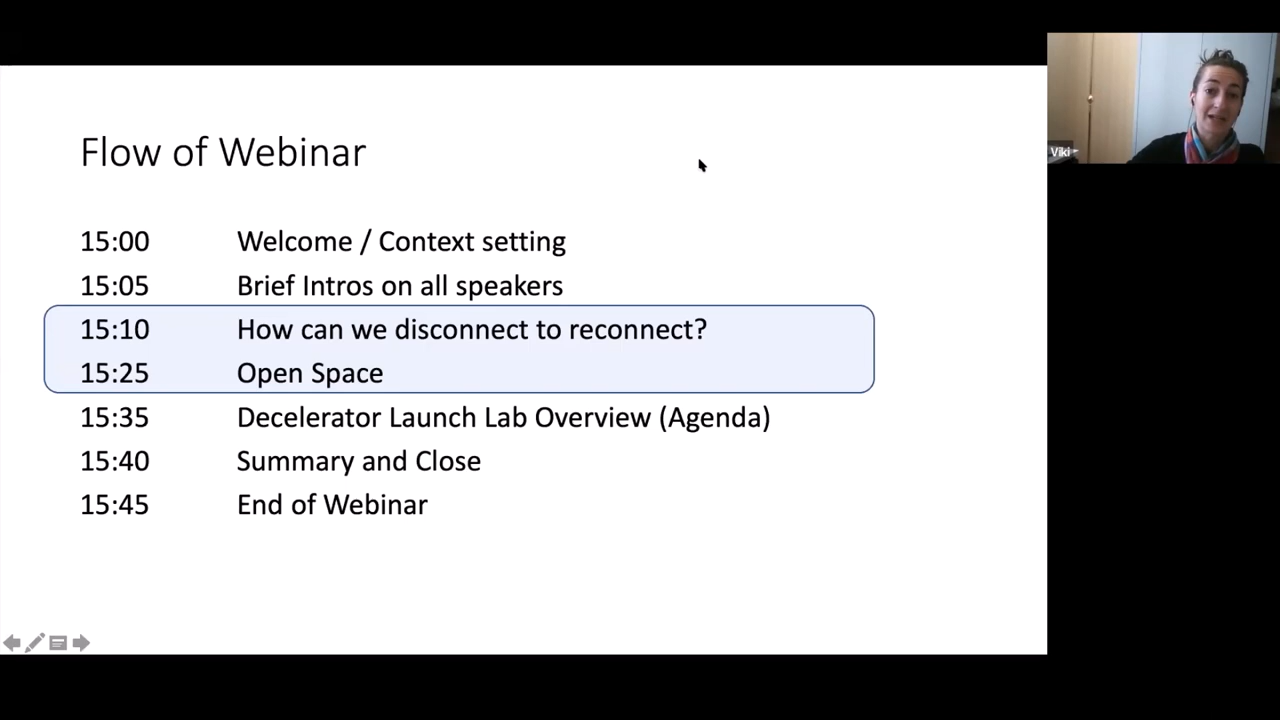 Flow of Webinar
15:00 Welcome / Context setting
15:05 Brief Intros on all speakers
15:10 How can we disconnect to reconnect?
15:25 Open Space
15:35 Decelerator Launch Lab Overview (Agenda)
15:40 Summary and Close
15:45 End of Webinar
Viki